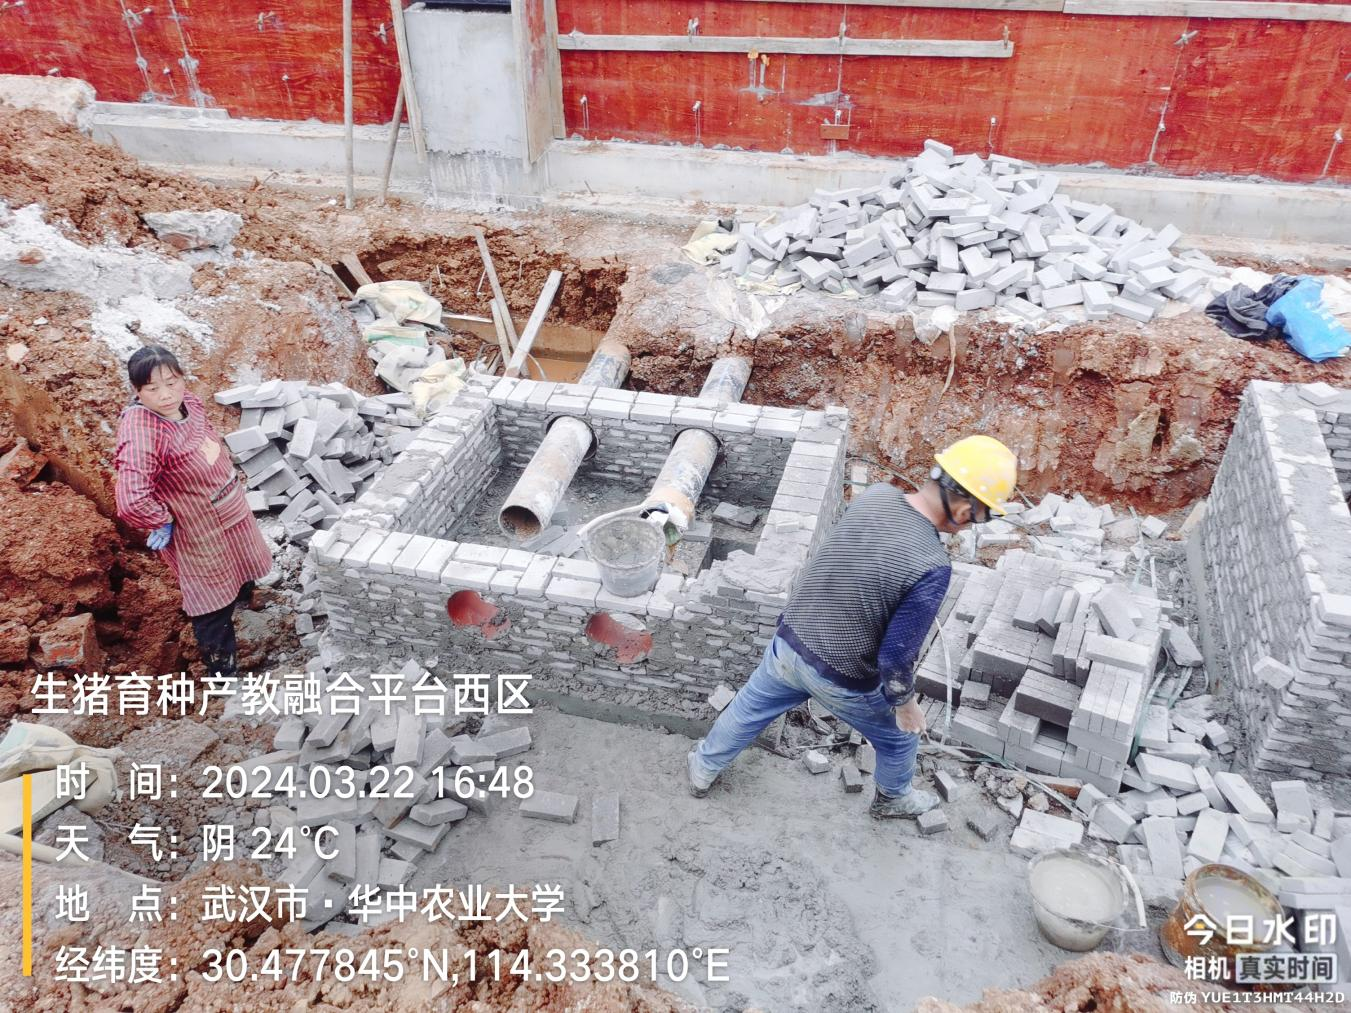 生猪育种产教融合平台西区
时 间：2024.03.22 16:48
天 气：阴 24℃
地 点：武汉市·华中农业大学
经纬度：30.477845°N,114.333810°E
今日水印
相机 真实时间
防伪 YUE1T3HMT44H2D